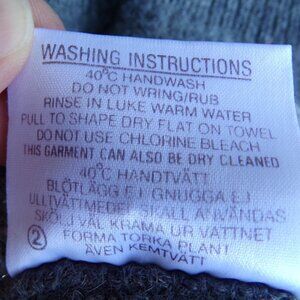 WASHING INSTRUCTIONS
40°C HANDWASH
DO NOT WRING/RUB
RINSE IN LUKE WARM WATER
PULL TO SHAPE DRY FLAT ON TOWEL
DO NOT USE CHLORINE BLEACH
THIS GARMENT CAN ALSO BE DRY CLEANED
40°C HANDTVÄTT
BLÖTLÄGG EJ GNUGGA EJ
ULLTVÄTTMEDEL SKALL ANVÄNDAS
SKÖLJ VÄL KRAMA UR VATTNET
② FORMA TORKA PLANT
ÄVEN KEMTVÄTT